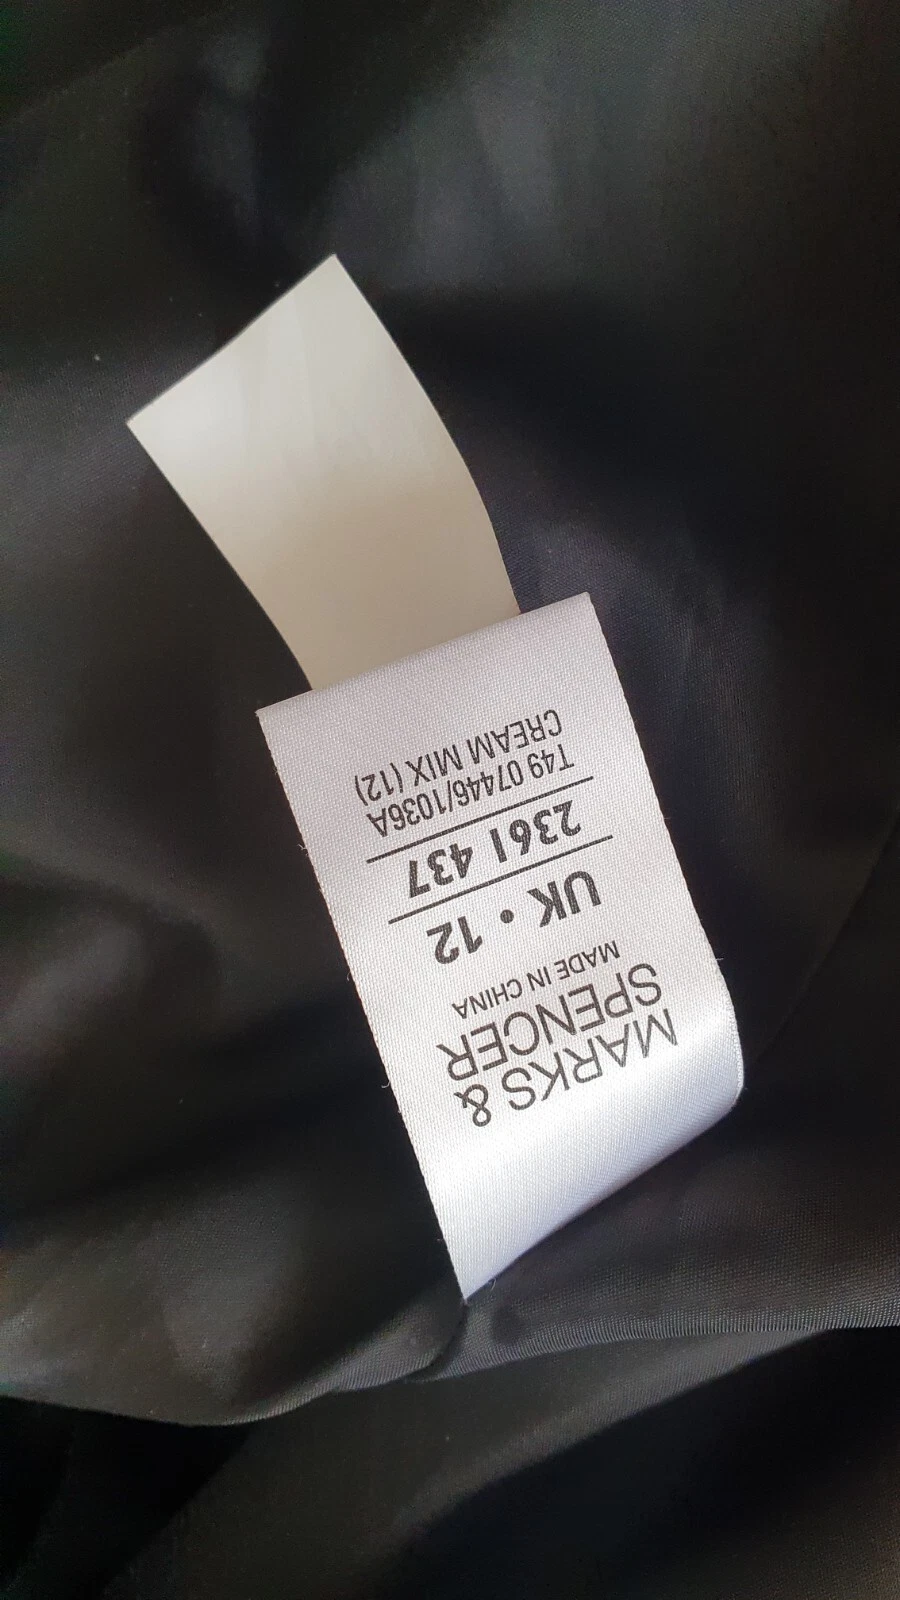 MARKS &
SPENCER
MADE IN CHINA
UK • 12
2361 437
T49 07446/1036A
CREAM MIX (12)